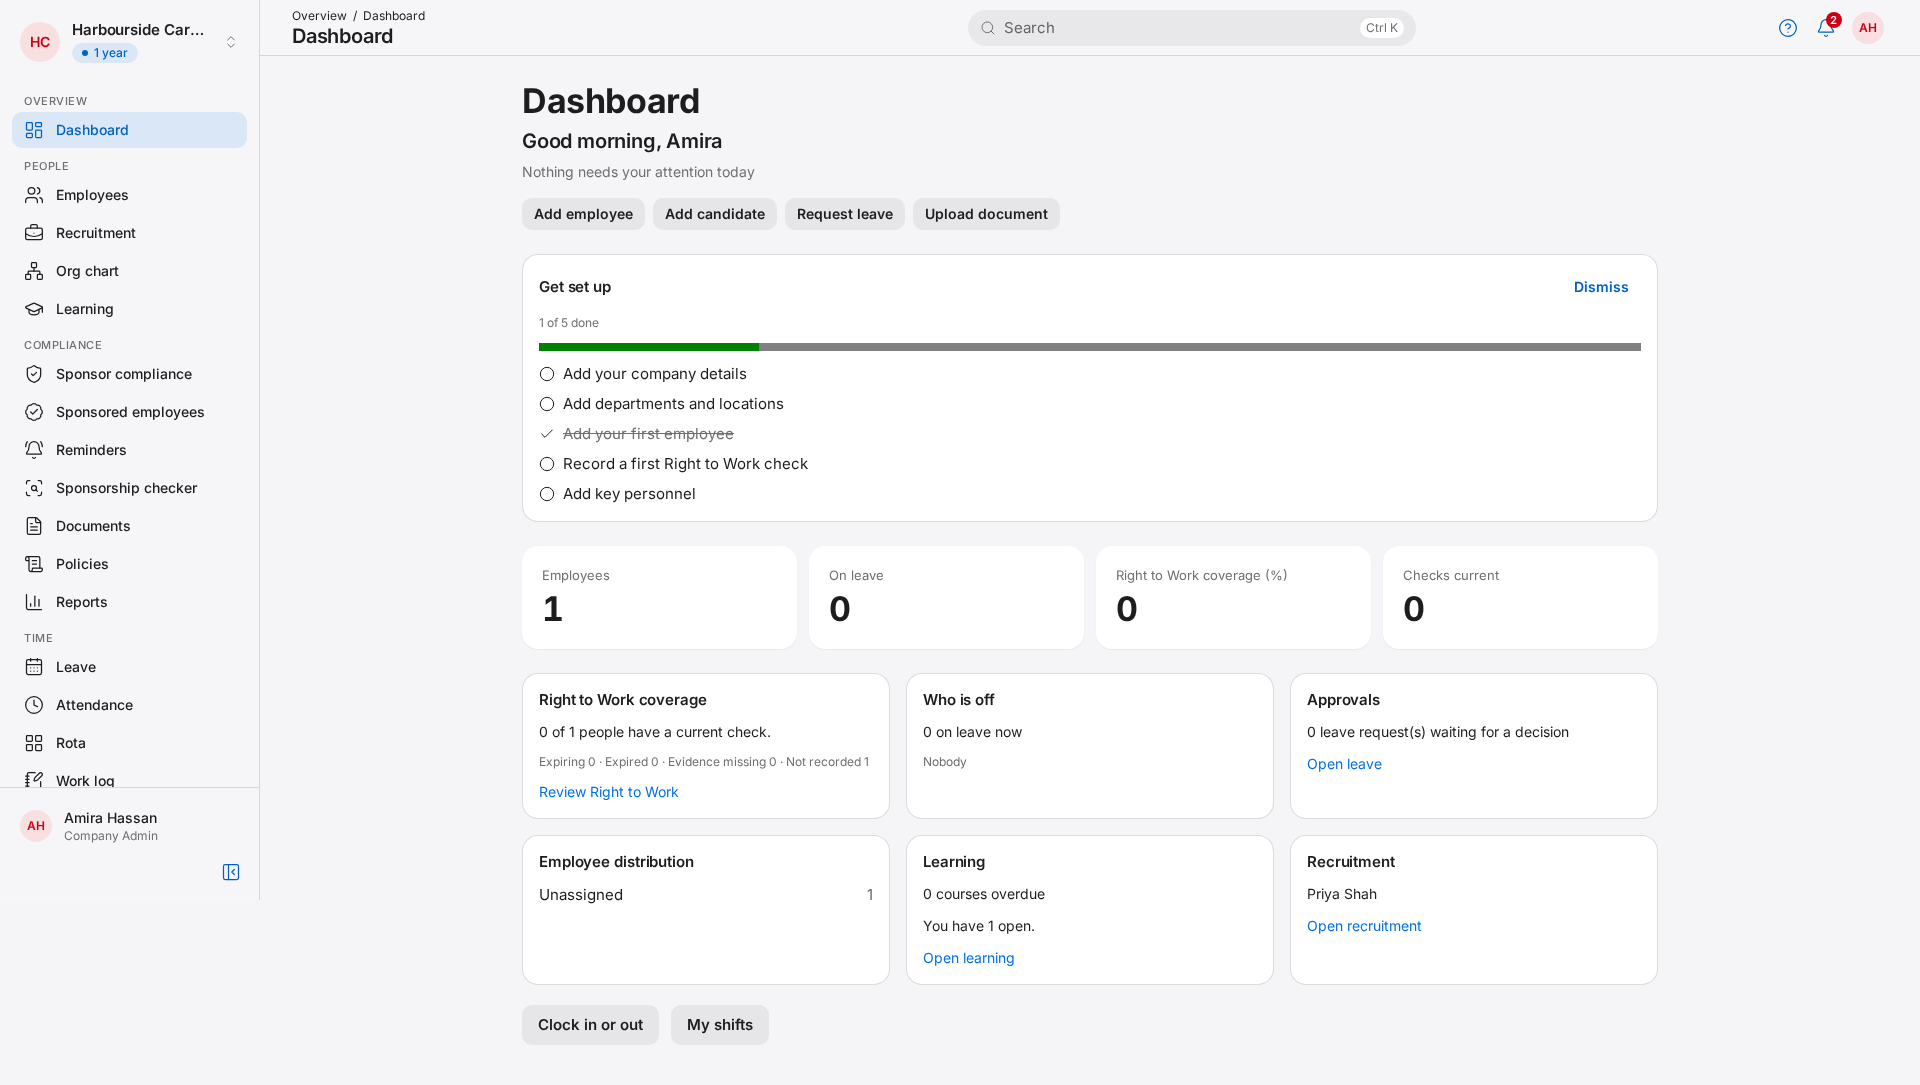 HC
Harbourside Car...
1 year
OVERVIEW
Dashboard
PEOPLE
Employees
Recruitment
Org chart
Learning
COMPLIANCE
Sponsor compliance
Sponsored employees
Reminders
Sponsorship checker
Documents
Policies
Reports
TIME
Leave
Attendance
Rota
Work log
AH
Amira Hassan
Company Admin
Overview / Dashboard
Dashboard
Search
Ctrl K
2
AH
Dashboard
Good morning, Amira
Nothing needs your attention today
Add employee
Add candidate
Request leave
Upload document
Get set up
Dismiss
1 of 5 done
Add your company details
Add departments and locations
Add your first employee
Record a first Right to Work check
Add key personnel
Employees
1
On leave
0
Right to Work coverage (%)
0
Checks current
0
Right to Work coverage
0 of 1 people have a current check.
Expiring 0 · Expired 0 · Evidence missing 0 · Not recorded 1
Review Right to Work
Who is off
0 on leave now
Nobody
Approvals
0 leave request(s) waiting for a decision
Open leave
Employee distribution
Unassigned 1
Learning
0 courses overdue
You have 1 open.
Open learning
Recruitment
Priya Shah
Open recruitment
Clock in or out
My shifts